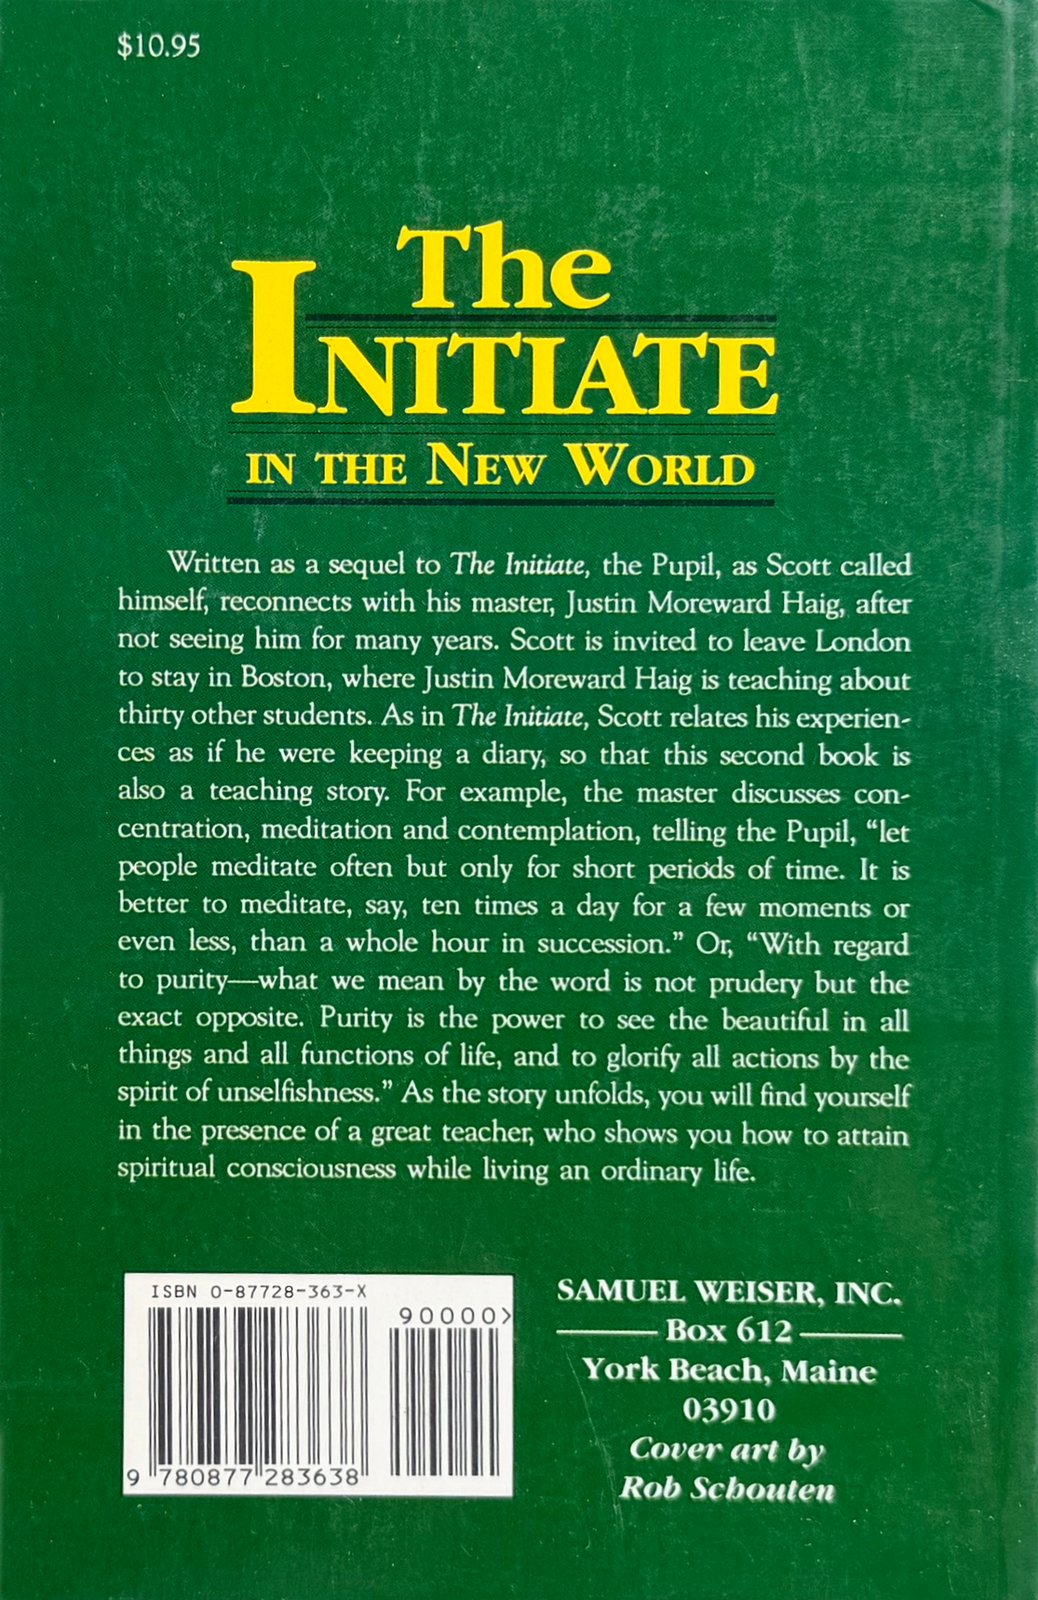 $10.95
The
INITIATE
IN THE NEW WORLD
Written as a sequel to The Initiate, the Pupil, as Scott called
himself, reconnects with his master, Justin Moreward Haig, after
not seeing him for many years. Scott is invited to leave London
to stay in Boston, where Justin Moreward Haig is teaching about
thirty other students. As in The Initiate, Scott relates his experien-
ces as if he were keeping a diary, so that this second book is
also a teaching story. For example, the master discusses con-
centration, meditation and contemplation, telling the Pupil, “let
people meditate often but only for short periods of time. It is
better to meditate, say, ten times a day for a few moments or
even less, than a whole hour in succession.” Or, “With regard
to purity—what we mean by the word is not prudery but the
exact opposite. Purity is the power to see the beautiful in all
things and all functions of life, and to glorify all actions by the
spirit of unselfishness.” As the story unfolds, you will find yourself
in the presence of a great teacher, who shows you how to attain
spiritual consciousness while living an ordinary life.
ISBN 0-87728-363-X
90000>
9 780877 283638
SAMUEL WEISER, INC.
Box 612
York Beach, Maine
03910
Cover art by
Rob Schouten